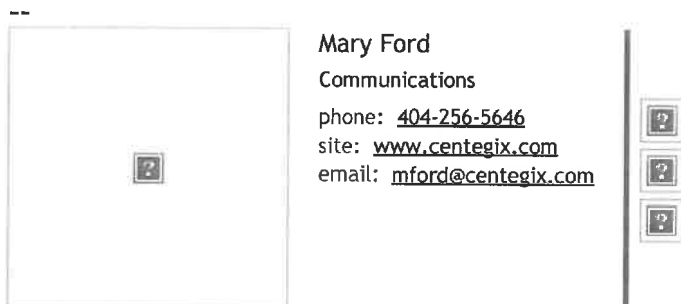 --
Mary Ford
Communications
phone: 404-256-5646
site: www.centegix.com
email: mford@centegix.com